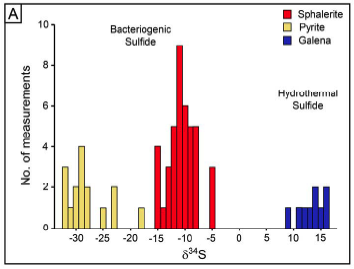 A
Bacteriogenic
Sulfide
Sphalerite
Pyrite
Galena
Hydrothermal
Sulfide
No. of measurements
10
8
6
4
2
0
-30 -25 -20 -15 -10 -5 0 5 10 15
δ³⁴S